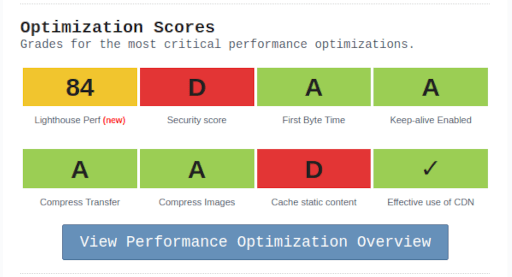 Optimization Scores
Grades for the most critical performance optimizations.
84 D A A
Lighthouse Perf (new) Security score First Byte Time Keep-alive Enabled
A A D ✓
Compress Transfer Compress Images Cache static content Effective use of CDN
View Performance Optimization Overview